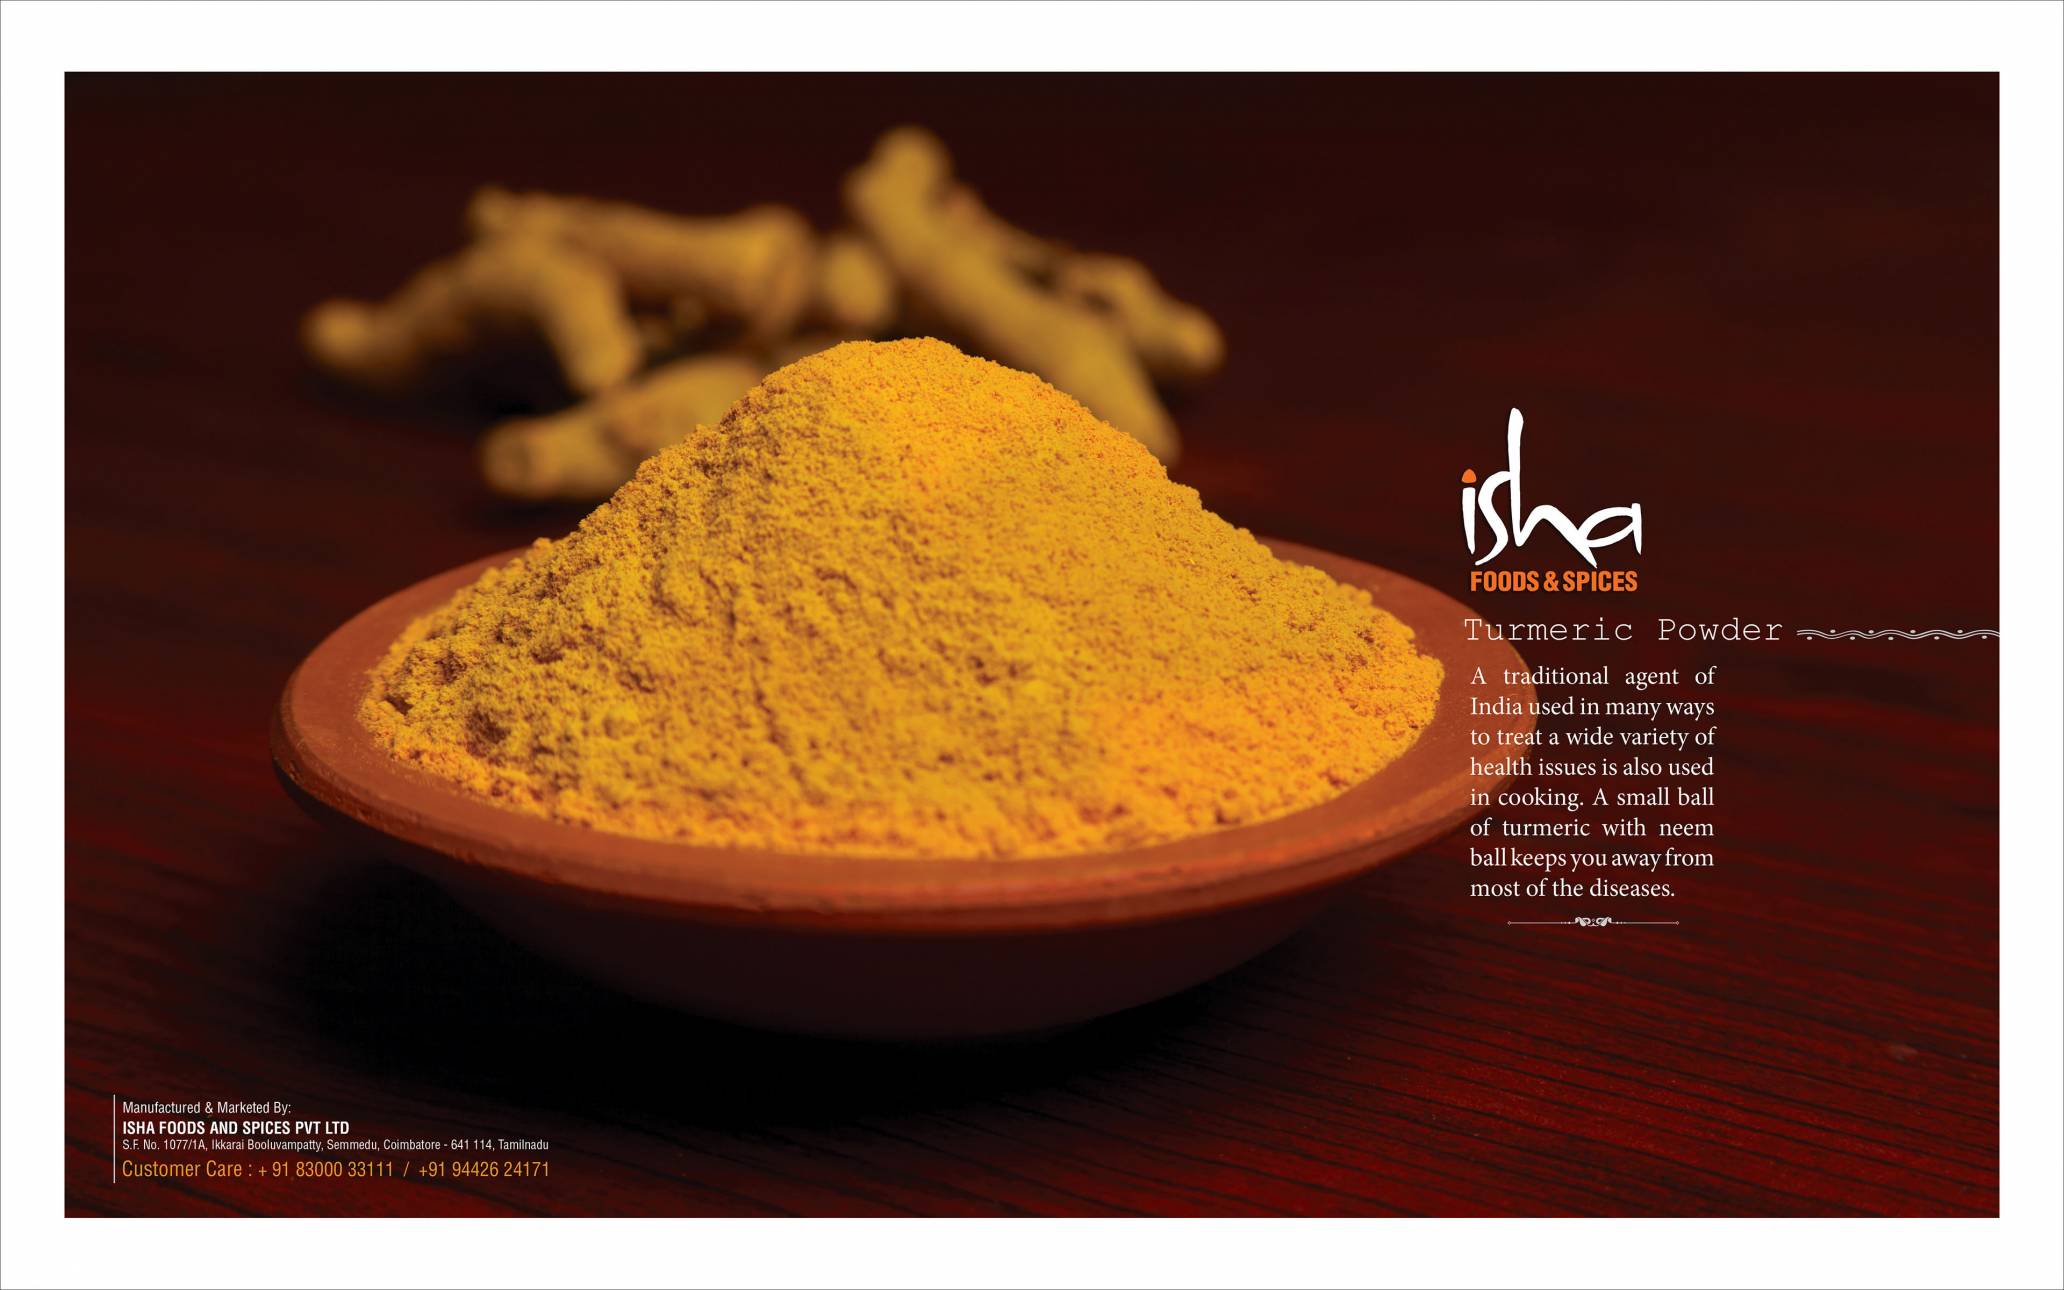 isha
FOODS & SPICES
Turmeric Powder
A traditional agent of
India used in many ways
to treat a wide variety of
health issues is also used
in cooking. A small ball
of turmeric with neem
ball keeps you away from
most of the diseases.
Manufactured & Marketed By:
ISHA FOODS AND SPICES PVT LTD
S.F. No. 1077/1A, Ikkarai Booluvampatty, Semmedu, Coimbatore - 641 114, Tamilnadu
Customer Care : + 91 83000 33111 / +91 94426 24171